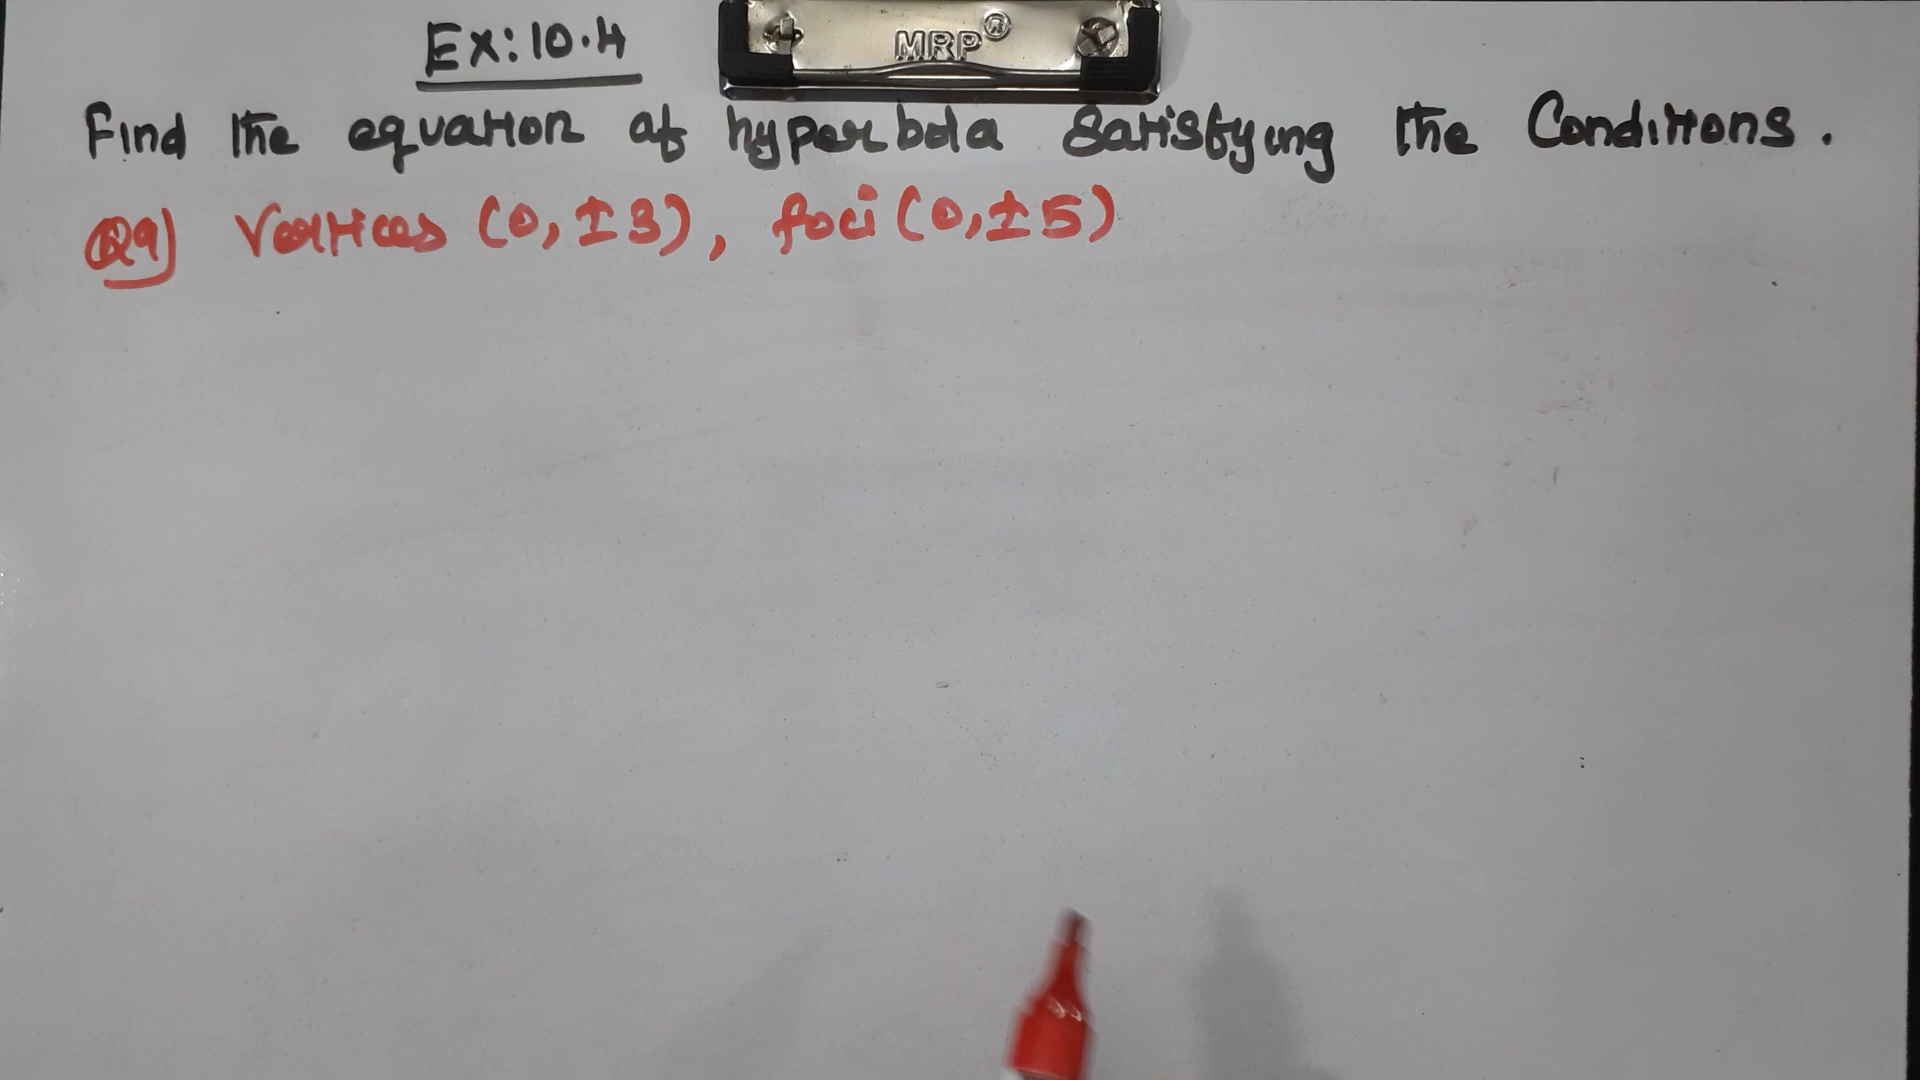 Ex: 10.4
MRP®
Find the equation of hyperbola satisfying the Conditions.
Q9) Vertices (0, ±3), foci (0, ±5)